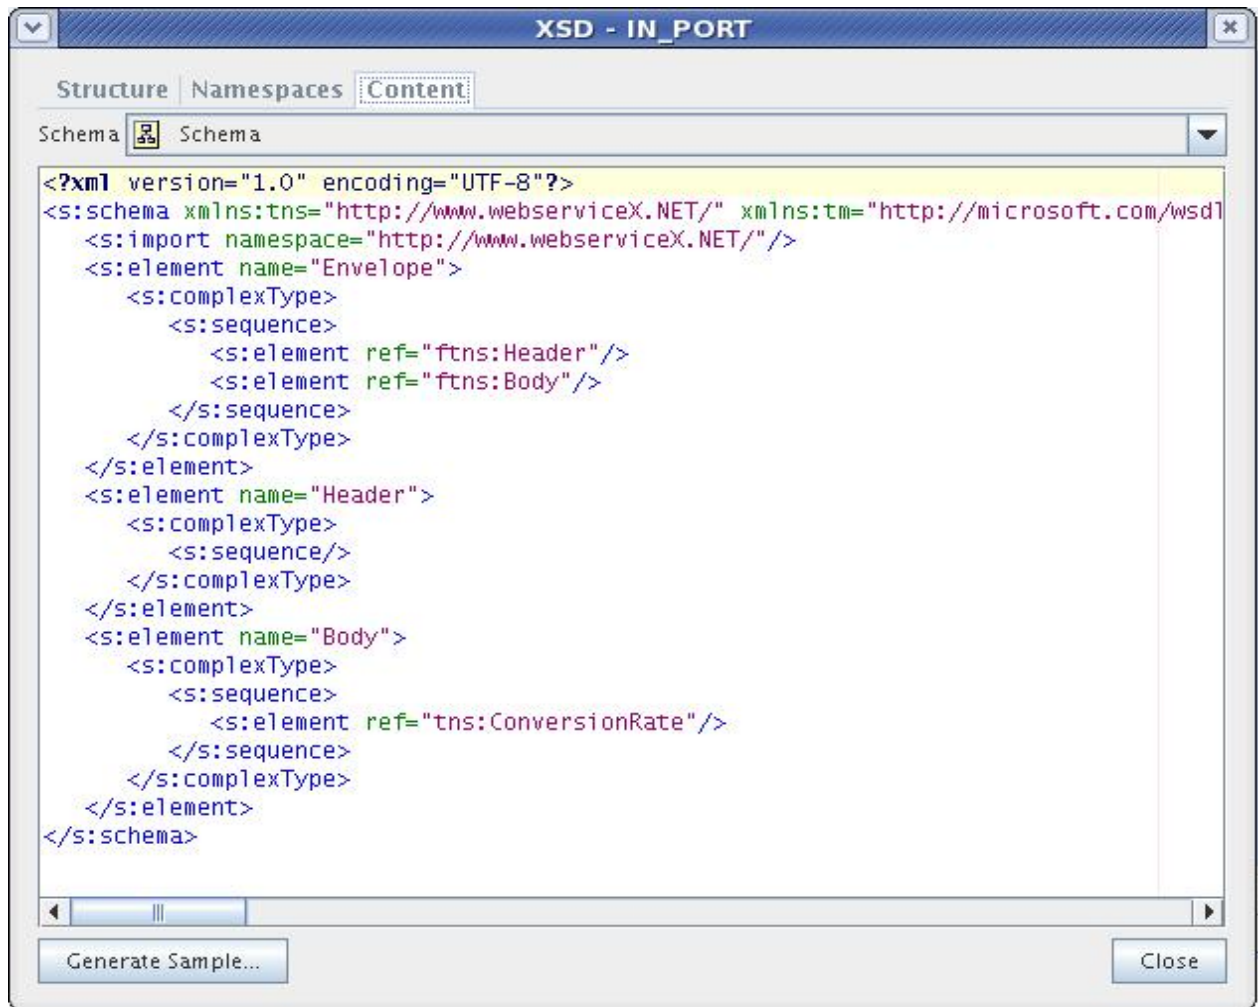 XSD - IN_PORT
Structure Namespaces Content
Schema Schema
<?xml version="1.0" encoding="UTF-8"?>
<s:schema xmlns:tns="http://www.webserviceX.NET/" xmlns:tm="http://microsoft.com/wsdl
<s:import namespace="http://www.webserviceX.NET/"/>
<s:element name="Envelope">
<s:complexType>
<s:sequence>
<s:element ref="ftns:Header"/>
<s:element ref="ftns:Body"/>
</s:sequence>
</s:complexType>
</s:element>
<s:element name="Header">
<s:complexType>
<s:sequence/>
</s:complexType>
</s:element>
<s:element name="Body">
<s:complexType>
<s:sequence>
<s:element ref="tns:ConversionRate"/>
</s:sequence>
</s:complexType>
</s:element>
</s:schema>
Generate Sample... Close